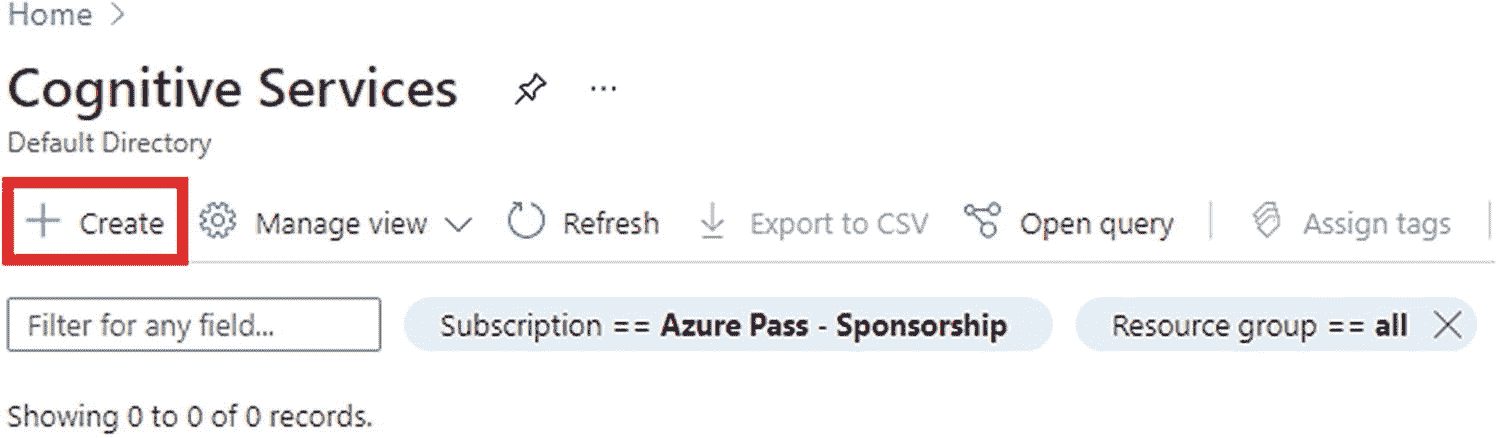 Home >
Cognitive Services ...
Default Directory
+ Create Manage view Refresh Export to CSV Open query Assign tags
Filter for any field... Subscription == Azure Pass - Sponsorship Resource group == all
Showing 0 to 0 of 0 records.